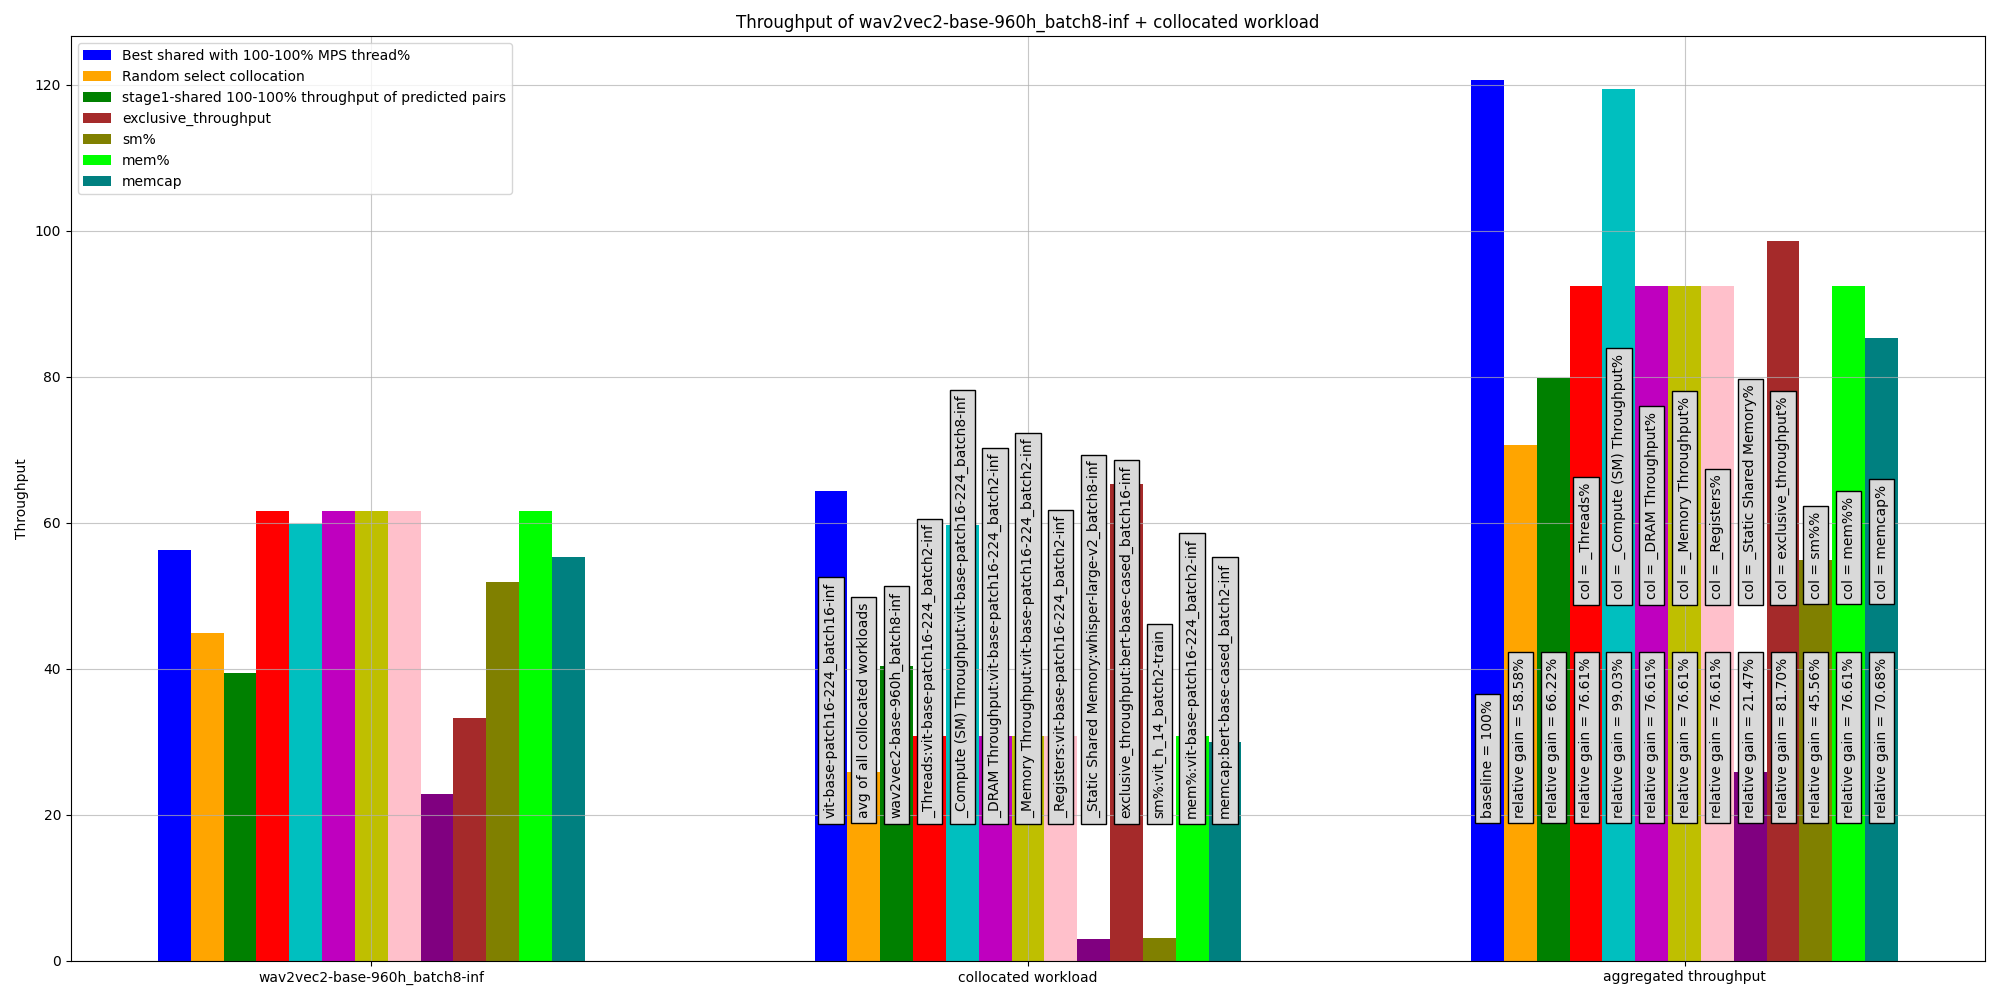 Throughput of wav2vec2-base-960h_batch8-inf + collocated workload
Best shared with 100-100% MPS thread%
Random select collocation
stage1-shared 100-100% throughput of predicted pairs
exclusive_throughput
sm%
mem%
memcap
Throughput
120
100
80
60
40
20
0
vit-base-patch16-224_batch16-inf
avg of all collocated workloads
wav2vec2-base-960h_batch8-inf
_Threads:vit-base-patch16-224_batch2-inf
_Compute (SM) Throughput:vit-base-patch16-224_batch8-inf
_DRAM Throughput:vit-base-patch16-224_batch2-inf
_Memory Throughput:vit-base-patch16-224_batch2-inf
_Registers:vit-base-patch16-224_batch2-inf
_Static Shared Memory:whisper-large-v2_batch8-inf
exclusive_throughput:bert-base-cased_batch16-inf
sm%:vit_h_14_batch2-train
mem%:vit-base-patch16-224_batch2-inf
memcap:bert-base-cased_batch2-inf
col = _Threads%
col = _Compute (SM) Throughput%
col = _DRAM Throughput%
col = _Memory Throughput%
col = _Registers%
col = _Static Shared Memory%
col = exclusive_throughput%
col = sm%%
col = mem%%
col = memcap%
baseline = 100%
relative gain = 58.58%
relative gain = 66.22%
relative gain = 76.61%
relative gain = 99.03%
relative gain = 76.61%
relative gain = 76.61%
relative gain = 76.61%
relative gain = 21.47%
relative gain = 81.70%
relative gain = 45.56%
relative gain = 76.61%
relative gain = 70.68%
wav2vec2-base-960h_batch8-inf
collocated workload
aggregated throughput